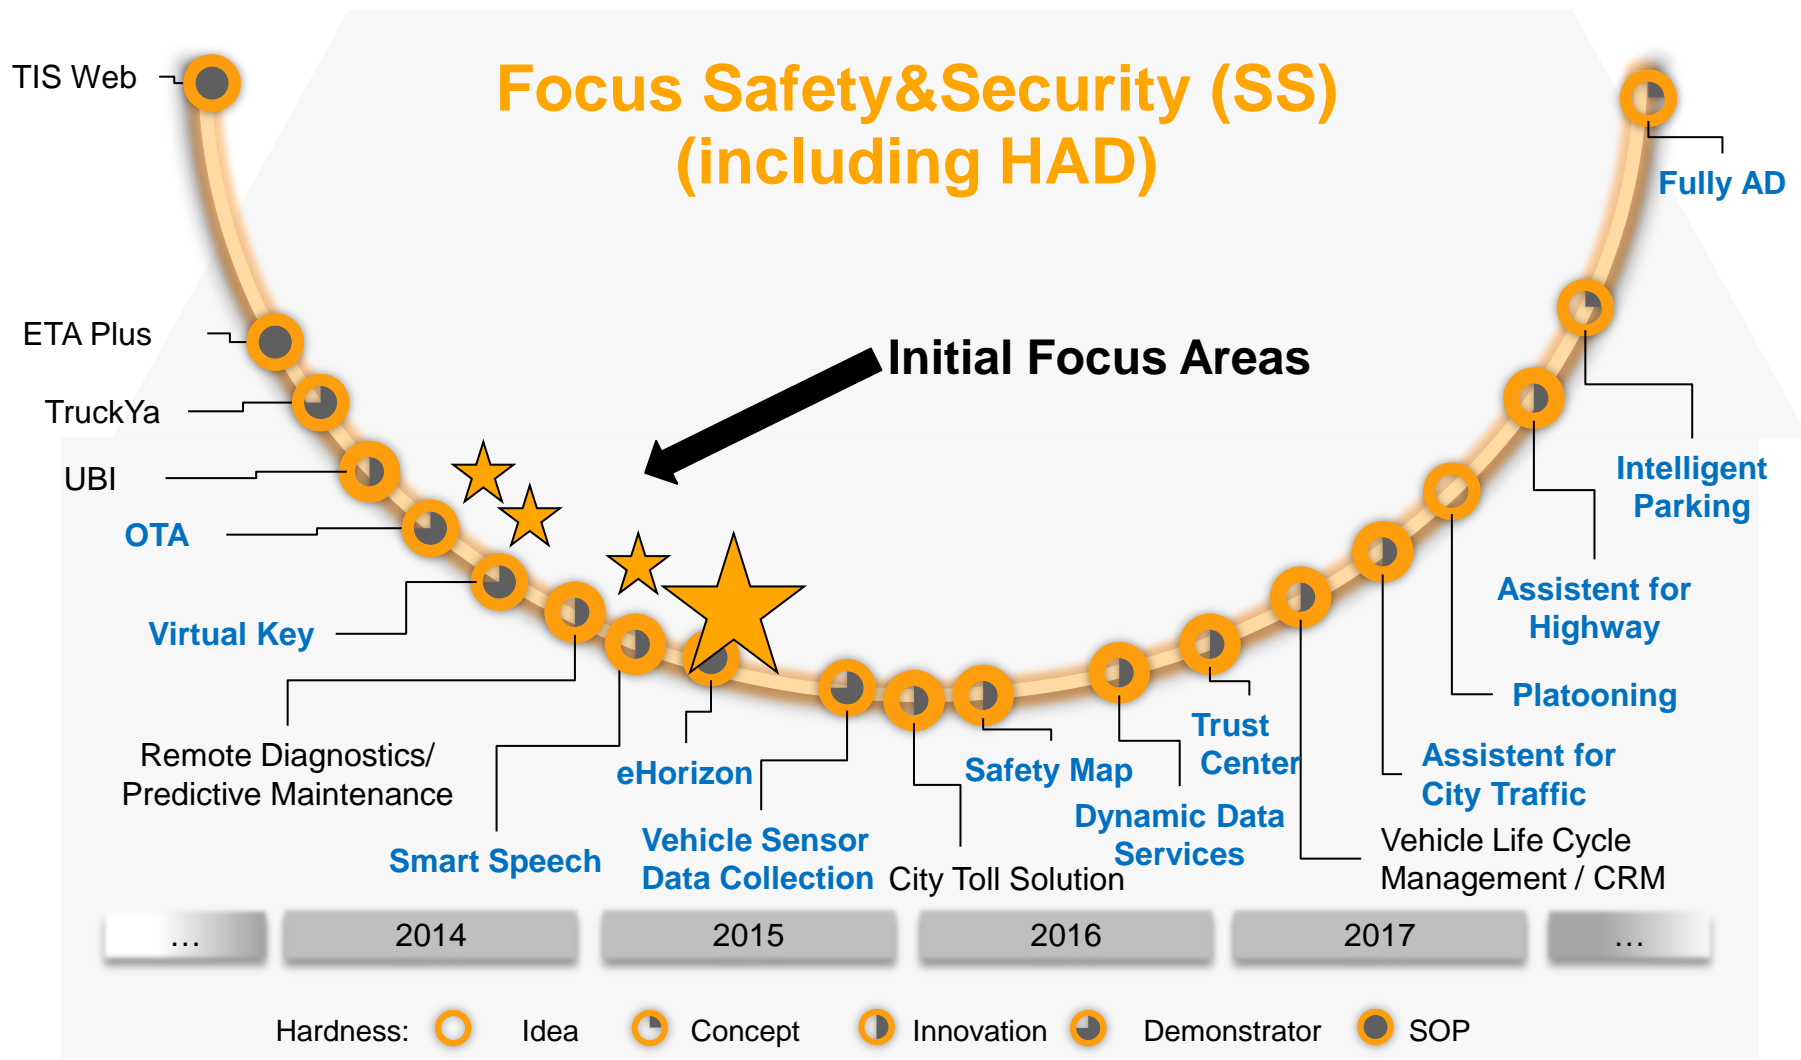 Focus Safety&Security (SS)
(including HAD)
TIS Web
Fully AD
ETA Plus
Initial Focus Areas
TruckYa
UBI
Intelligent
Parking
OTA
Virtual Key
Assistent for
Highway
Platooning
Remote Diagnostics/
Predictive Maintenance
eHorizon
Safety Map
Trust
Center
Assistent for
City Traffic
Smart Speech
Vehicle Sensor
Data Collection
City Toll Solution
Dynamic Data
Services
Vehicle Life Cycle
Management / CRM
…
2014
2015
2016
2017
…
Hardness: Idea Concept Innovation Demonstrator SOP